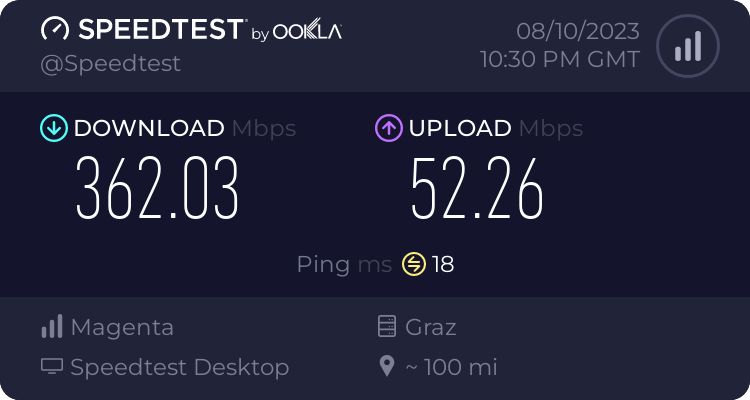 SPEEDTEST by OOKLA
@Speedtest
08/10/2023
10:30 PM GMT
DOWNLOAD Mbps
362.03
UPLOAD Mbps
52.26
Ping ms 18
Magenta
Graz
Speedtest Desktop
~ 100 mi